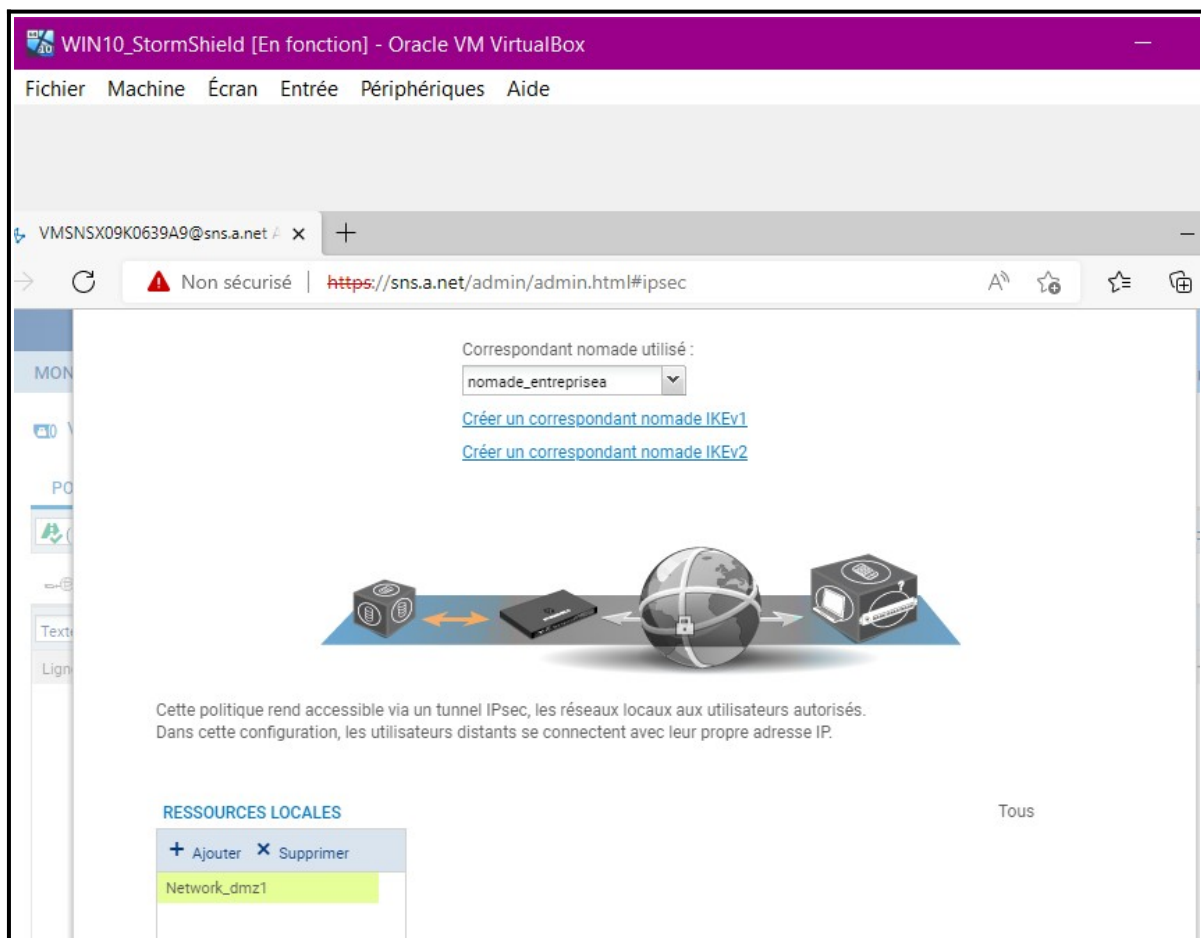 WIN10_StormShield [En fonction] - Oracle VM VirtualBox
Fichier Machine Écran Entrée Périphériques Aide
VMSNSX09K0639A9@sns.a.net
Non sécurisé | https://sns.a.net/admin/admin.html#ipsec
Correspondant nomade utilisé :
MON
nomade_entreprisea
Créer un correspondant nomade IKEv1
Créer un correspondant nomade IKEv2
PO
Texte
Lign
Cette politique rend accessible via un tunnel IPsec, les réseaux locaux aux utilisateurs autorisés.
Dans cette configuration, les utilisateurs distants se connectent avec leur propre adresse IP.
RESSOURCES LOCALES
Tous
+ Ajouter × Supprimer
Network_dmz1